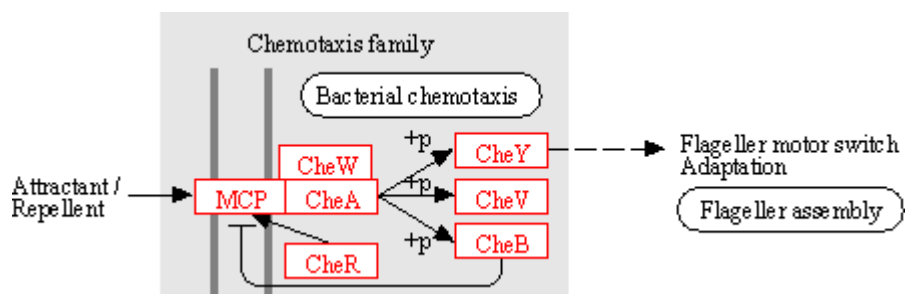 Chemotaxis family
Bacterial chemotaxis
+p
CheY
Flageller motor switch
Adaptation
CheW
Attractant /
Repellent
MCP
CheA
+p
CheV
Flageller assembly
+p
CheB
CheR